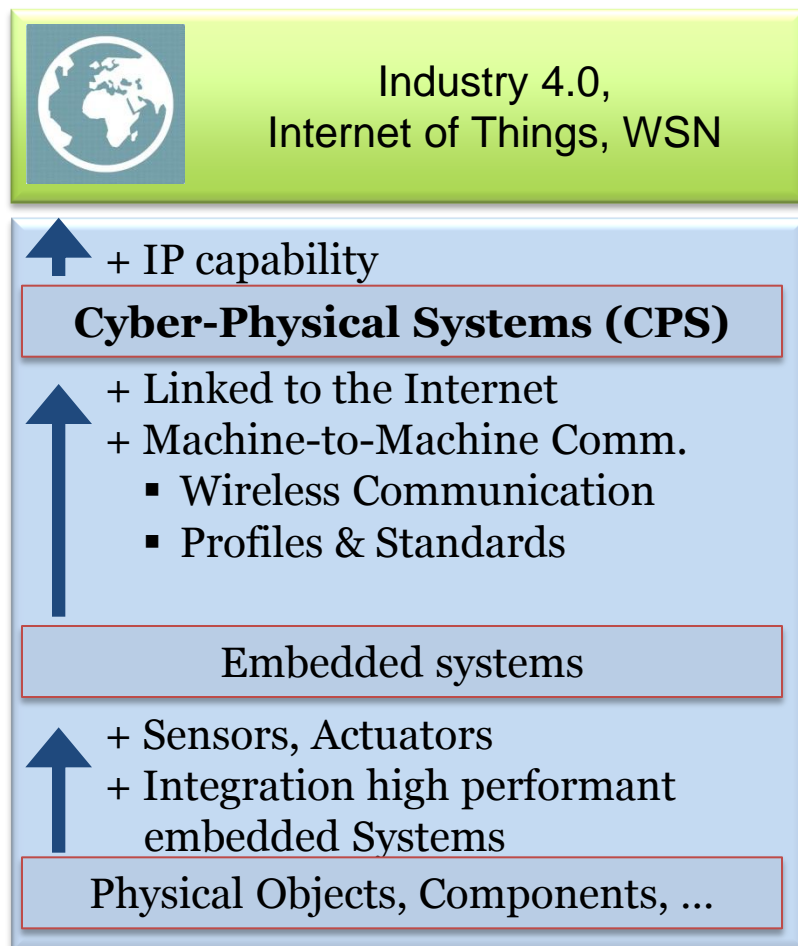 Industry 4.0,
Internet of Things, WSN
+ IP capability
Cyber-Physical Systems (CPS)
+ Linked to the Internet
+ Machine-to-Machine Comm.
▪ Wireless Communication
▪ Profiles & Standards
Embedded systems
+ Sensors, Actuators
+ Integration high performant
embedded Systems
Physical Objects, Components, ...